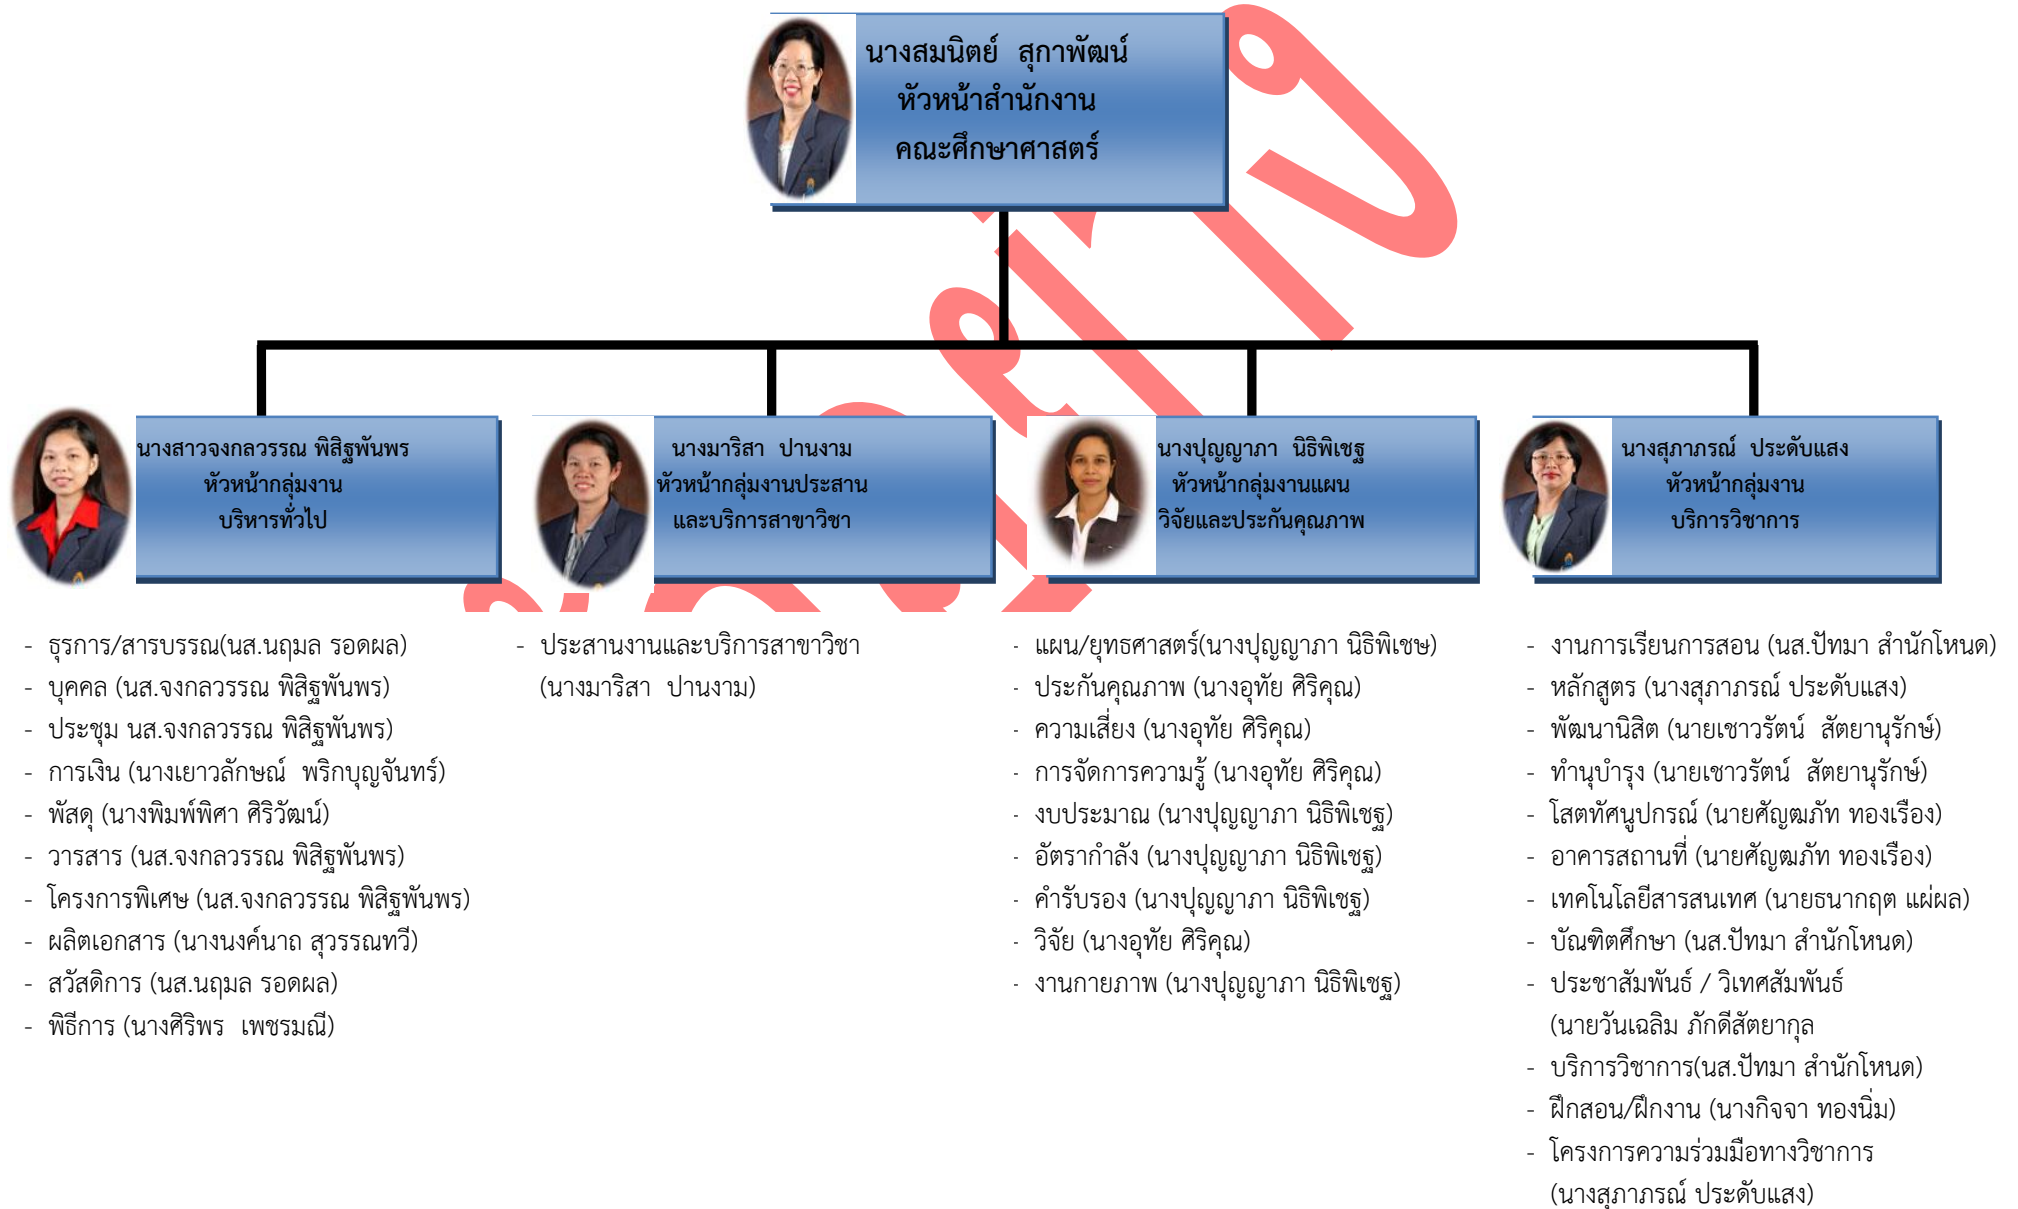 นางสมนิตย์  สุกาพัฒน์
หัวหน้าสำนักงาน
คณะศึกษาศาสตร์
นางสาวจงกลวรรณ พิสิฐพันพร
หัวหน้ากลุ่มงาน
บริหารทั่วไป
นางมาริสา  ปานงาม
หัวหน้ากลุ่มงานประสาน
และบริการสาขาวิชา
นางปุญญาภา  นิธิพิเชฐ
หัวหน้ากลุ่มงานแผน
วิจัยและประกันคุณภาพ
นางสุภาภรณ์  ประดับแสง
หัวหน้ากลุ่มงาน
บริการวิชาการ
- ธุรการ/สารบรรณ(นส.นฤมล รอดผล)
- บุคคล (นส.จงกลวรรณ พิสิฐพันพร)
- ประชุม นส.จงกลวรรณ พิสิฐพันพร)
- การเงิน (นางเยาวลักษณ์  พริกบุญจันทร์)
- พัสดุ (นางพิมพ์พิศา ศิริวัฒน์)
- วารสาร (นส.จงกลวรรณ พิสิฐพันพร)
- โครงการพิเศษ (นส.จงกลวรรณ พิสิฐพันพร)
- ผลิตเอกสาร (นางนงค์นาถ สุวรรณทวี)
- สวัสดิการ (นส.นฤมล รอดผล)
- พิธีการ (นางศิริพร  เพชรมณี)
- ประสานงานและบริการสาขาวิชา
(นางมาริสา  ปานงาม)
- แผน/ยุทธศาสตร์(นางปุญญาภา นิธิพิเชษ)
- ประกันคุณภาพ (นางอุทัย ศิริคุณ)
- ความเสี่ยง (นางอุทัย ศิริคุณ)
- การจัดการความรู้ (นางอุทัย ศิริคุณ)
- งบประมาณ (นางปุญญาภา นิธิพิเชฐ)
- อัตรากำลัง (นางปุญญาภา นิธิพิเชฐ)
- คำรับรอง (นางปุญญาภา นิธิพิเชฐ)
- วิจัย (นางอุทัย ศิริคุณ)
- งานกายภาพ (นางปุญญาภา นิธิพิเชฐ)
- งานการเรียนการสอน (นส.ปัทมา สำนักโหนด)
- หลักสูตร (นางสุภาภรณ์ ประดับแสง)
- พัฒนานิสิต (นายเชาวรัตน์  สัตยานุรักษ์)
- ทำนุบำรุง (นายเชาวรัตน์  สัตยานุรักษ์)
- โสตทัศนูปกรณ์ (นายศัญฒภัท ทองเรือง)
- อาคารสถานที่ (นายศัญฒภัท ทองเรือง)
- เทคโนโลยีสารสนเทศ (นายธนากฤต แผ่ผล)
- บัณฑิตศึกษา (นส.ปัทมา สำนักโหนด)
- ประชาสัมพันธ์ / วิเทศสัมพันธ์
(นายวันเฉลิม ภักดีสัตยากุล
- บริการวิชาการ(นส.ปัทมา สำนักโหนด)
- ฝึกสอน/ฝึกงาน (นางกิจจา ทองนิ่ม)
- โครงการความร่วมมือทางวิชาการ
(นางสุภาภรณ์ ประดับแสง)